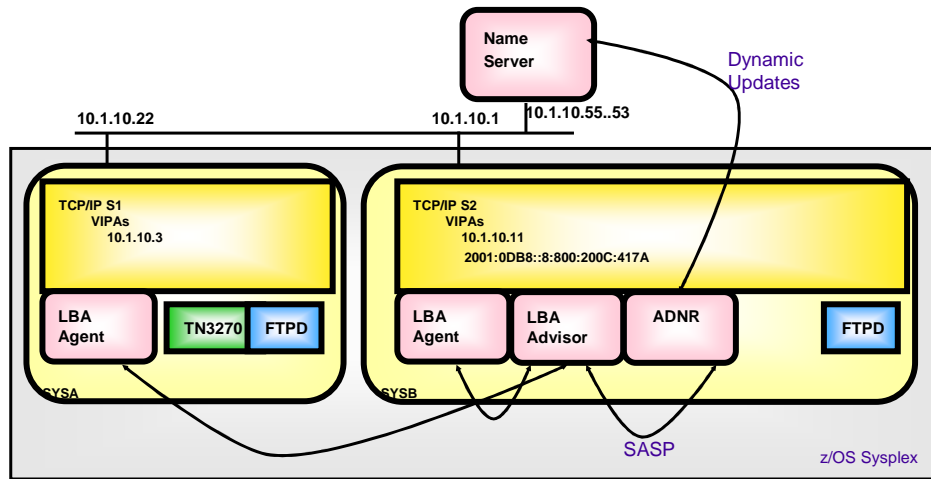 Name
Server
Dynamic
Updates
10.1.10.22
10.1.10.1
10.1.10.55..53
TCP/IP S1
VIPAs
10.1.10.3
TCP/IP S2
VIPAs
10.1.10.11
2001:0DB8::8:800:200C:417A
LBA
Agent
TN3270
FTPD
LBA
Agent
LBA
Advisor
ADNR
FTPD
SYSA
SYSB
SASP
z/OS Sysplex